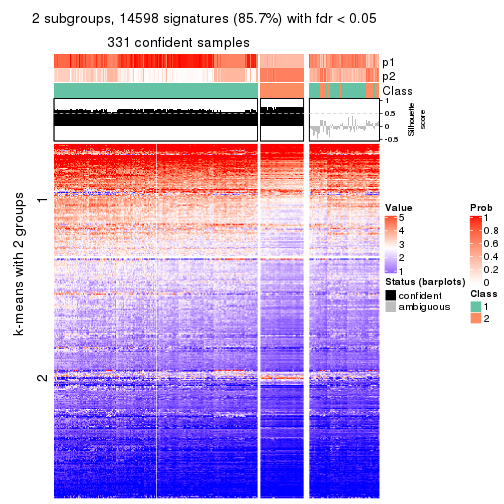 2 subgroups, 14598 signatures (85.7%) with fdr < 0.05
331 confident samples
p1
p2
Class
1
0.5
0
-0.5
Silhouette
score
k-means with 2 groups
1
2
Value
5
4
3
2
1
Status (barplots)
confident
ambiguous
Prob
1
0.8
0.6
0.4
0.2
0
Class
1
2